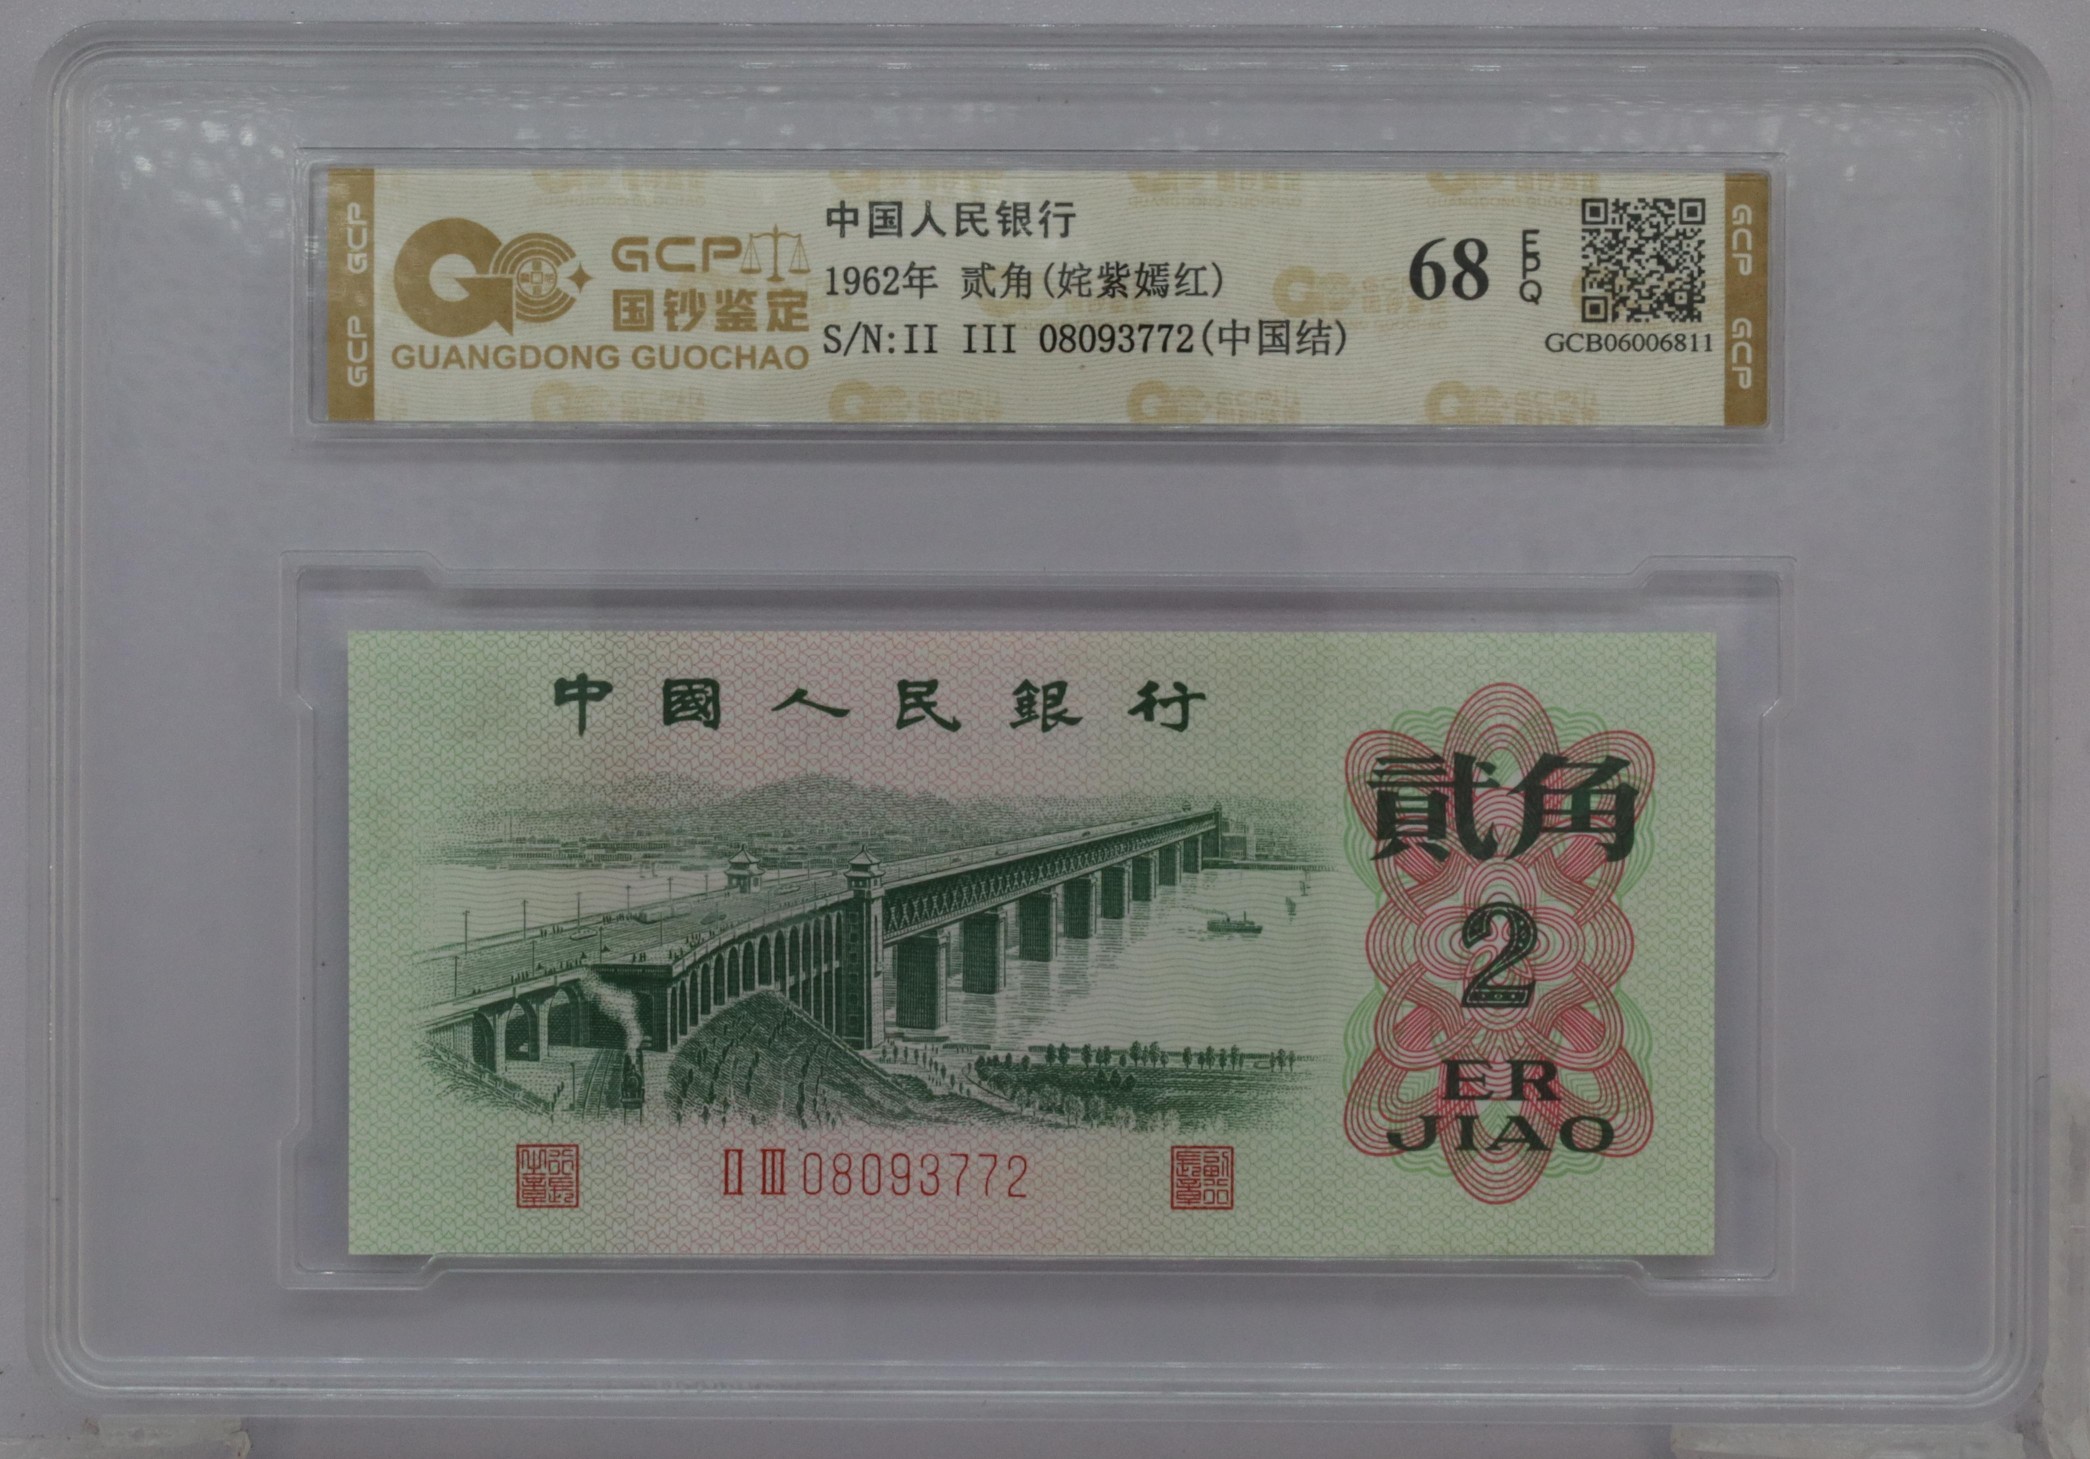 GCP
国钞鉴定
GUANGDONG GUOCHAO
中国人民银行
1962年 贰角(姹紫嫣红)
S/N:II III 08093772(中国结)
68 EPQ
GCB06006811
GCP GCP
GCP GCP
中國人民銀行
貳角
2
ER
JIAO
II III 08093772